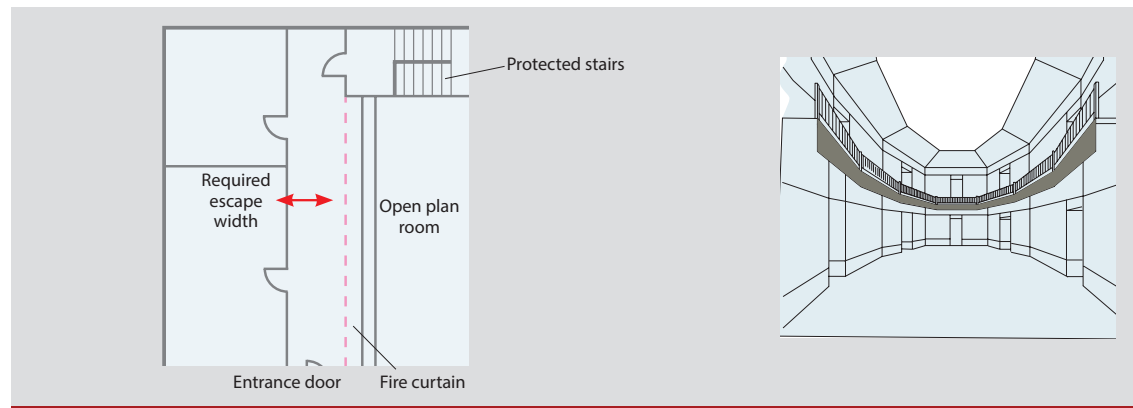 Protected stairs
Required
escape
width
Open plan
room
Entrance door
Fire curtain